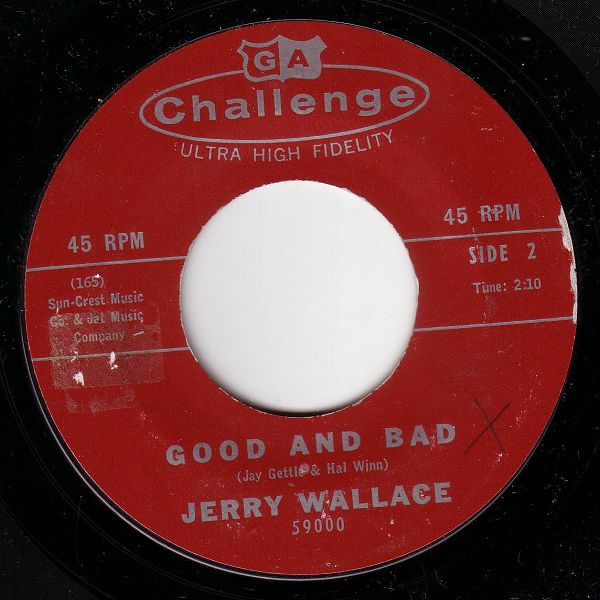 GA
Challenge
ULTRA HIGH FIDELITY
45 RPM
45 RPM
(165)
Sun-Crest Music
Co. & Jat Music
Company
SIDE 2
Time: 2:10
GOOD AND BAD
(Jay Gettle & Hal Winn)
JERRY WALLACE
59000
X